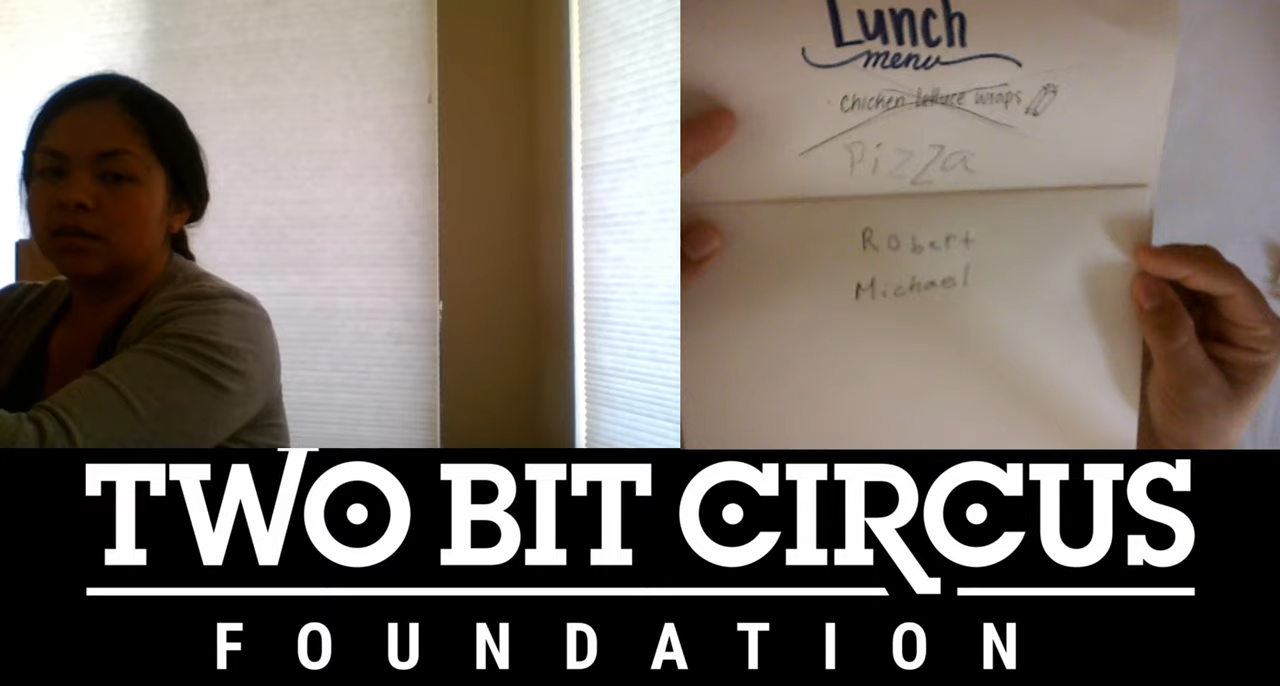 Lunch
menu
chicken lettuce wraps
Pizza
Robert
Michael
TWO BIT CIRCUS
FOUNDATION